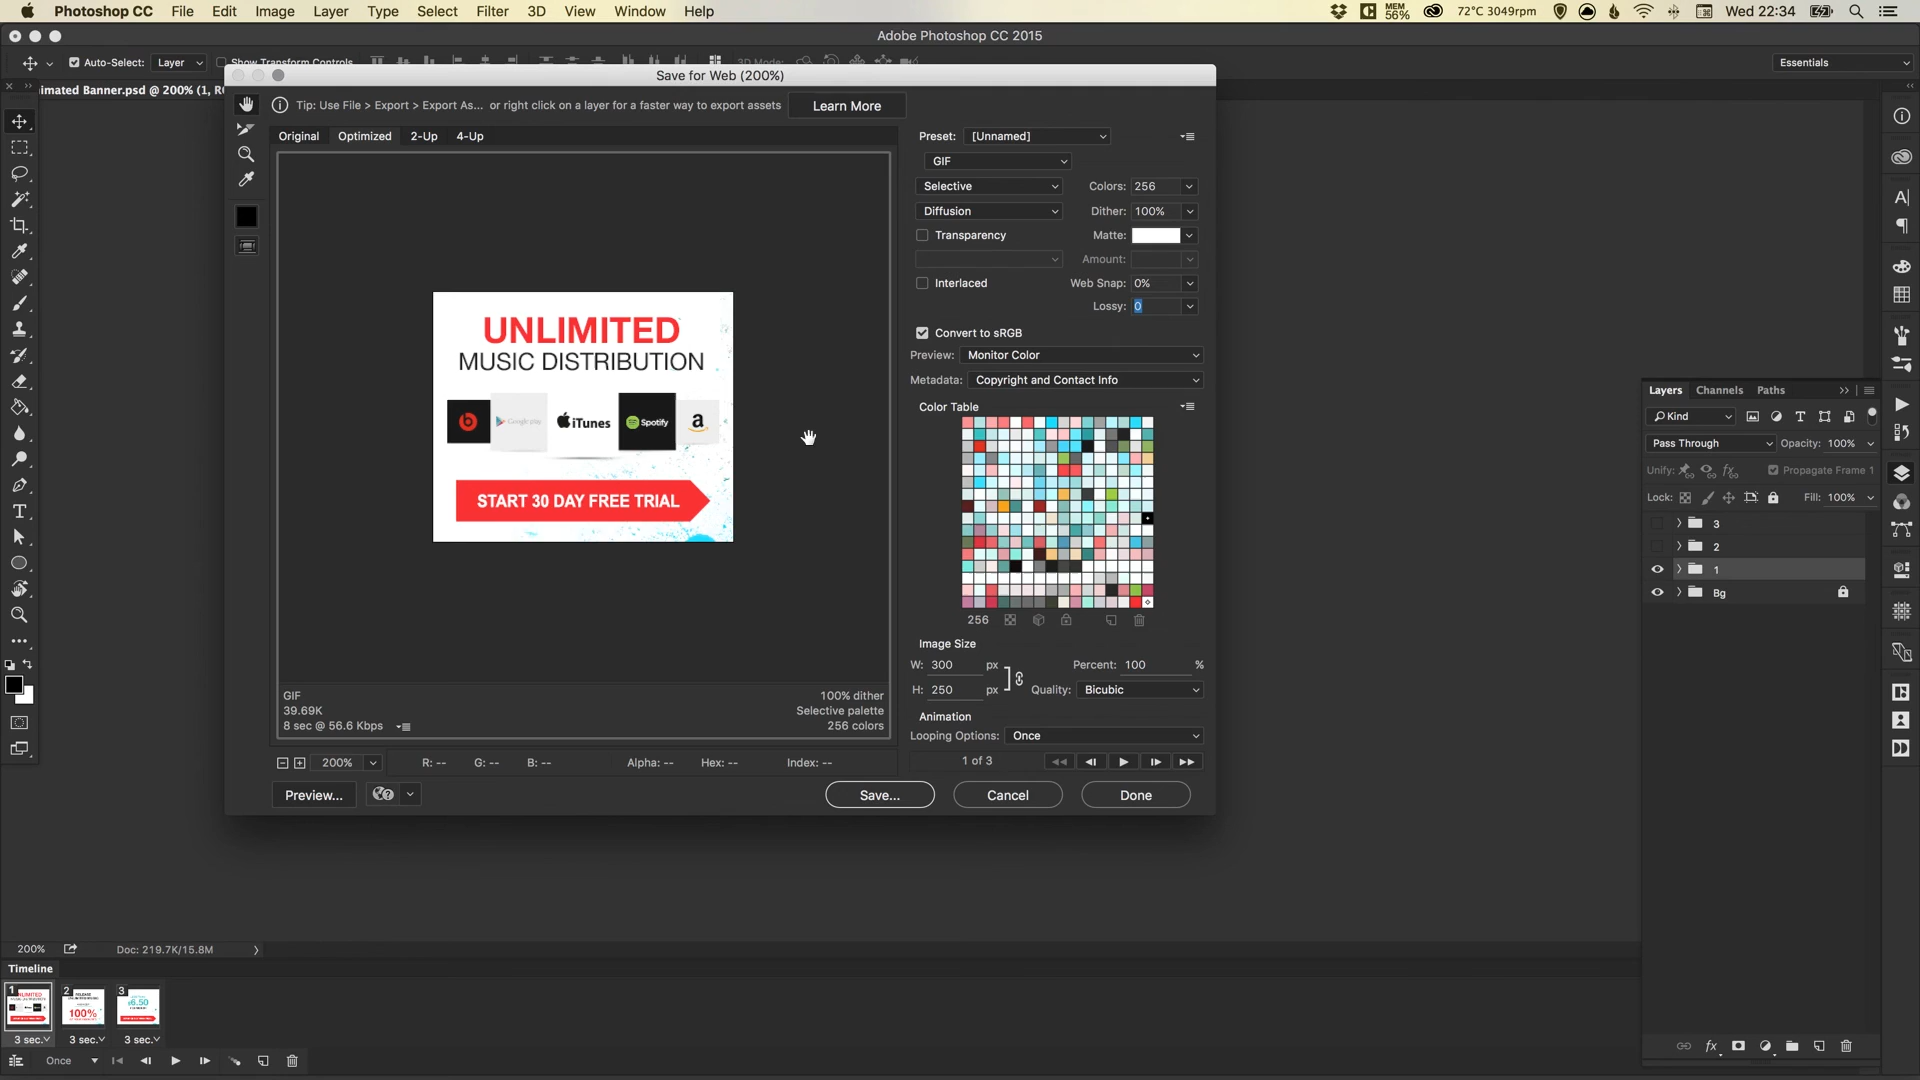 Photoshop CC File Edit Image Layer Type Select Filter 3D View Window Help
MEM 56% 72°C 3049rpm Wed 22:34
Adobe Photoshop CC 2015
Auto-Select: Layer Show Transform Controls 3D Mode: Essentials
imated Banner.psd @ 200% (1, R
Save for Web (200%)
Tip: Use File > Export > Export As... or right click on a layer for a faster way to export assets Learn More
Original Optimized 2-Up 4-Up
Preset: [Unnamed]
GIF
Selective Colors: 256
Diffusion Dither: 100%
Transparency Matte:
Amount:
Interlaced Web Snap: 0%
Lossy: 0
Convert to sRGB
Preview: Monitor Color
Metadata: Copyright and Contact Info
Color Table
256
UNLIMITED
MUSIC DISTRIBUTION
Google play iTunes Spotify a
START 30 DAY FREE TRIAL
Image Size
W: 300 px Percent: 100 %
H: 250 px Quality: Bicubic
Animation
Looping Options: Once
1 of 3
GIF 100% dither
39.69K Selective palette
8 sec @ 56.6 Kbps 256 colors
200% R: -- G: -- B: -- Alpha: -- Hex: -- Index: --
Preview... Save... Cancel Done
Layers Channels Paths
Kind
Pass Through Opacity: 100%
Unify: Propagate Frame 1
Lock: Fill: 100%
3
2
1
Bg
200% Doc: 219.7K/15.8M
Timeline
1 2 3
UNLIMITED
100%
$6.50
3 sec. 3 sec. 3 sec.
Once
fx